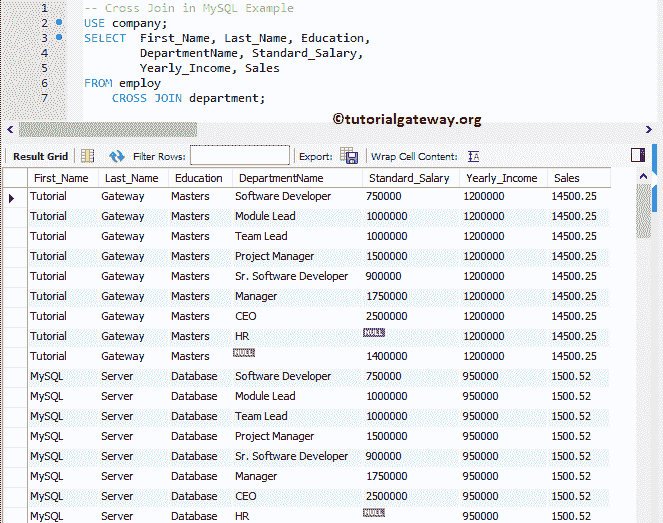 1 -- Cross Join in MySQL Example
2 USE company;
3 SELECT First_Name, Last_Name, Education,
4 DepartmentName, Standard_Salary,
5 Yearly_Income, Sales
6 FROM employ
7 CROSS JOIN department;
©tutorialgateway.org
Result Grid Filter Rows: Export: Wrap Cell Content:
First_Name Last_Name Education DepartmentName Standard_Salary Yearly_Income Sales
Tutorial Gateway Masters Software Developer 750000 1200000 14500.25
Tutorial Gateway Masters Module Lead 1000000 1200000 14500.25
Tutorial Gateway Masters Team Lead 1000000 1200000 14500.25
Tutorial Gateway Masters Project Manager 1500000 1200000 14500.25
Tutorial Gateway Masters Sr. Software Developer 900000 1200000 14500.25
Tutorial Gateway Masters Manager 1750000 1200000 14500.25
Tutorial Gateway Masters CEO 2500000 1200000 14500.25
Tutorial Gateway Masters HR NULL 1200000 14500.25
Tutorial Gateway Masters NULL 1400000 1200000 14500.25
MySQL Server Database Software Developer 750000 950000 1500.52
MySQL Server Database Module Lead 1000000 950000 1500.52
MySQL Server Database Team Lead 1000000 950000 1500.52
MySQL Server Database Project Manager 1500000 950000 1500.52
MySQL Server Database Sr. Software Developer 900000 950000 1500.52
MySQL Server Database Manager 1750000 950000 1500.52
MySQL Server Database CEO 2500000 950000 1500.52
MySQL Server Database HR NULL 950000 1500.52